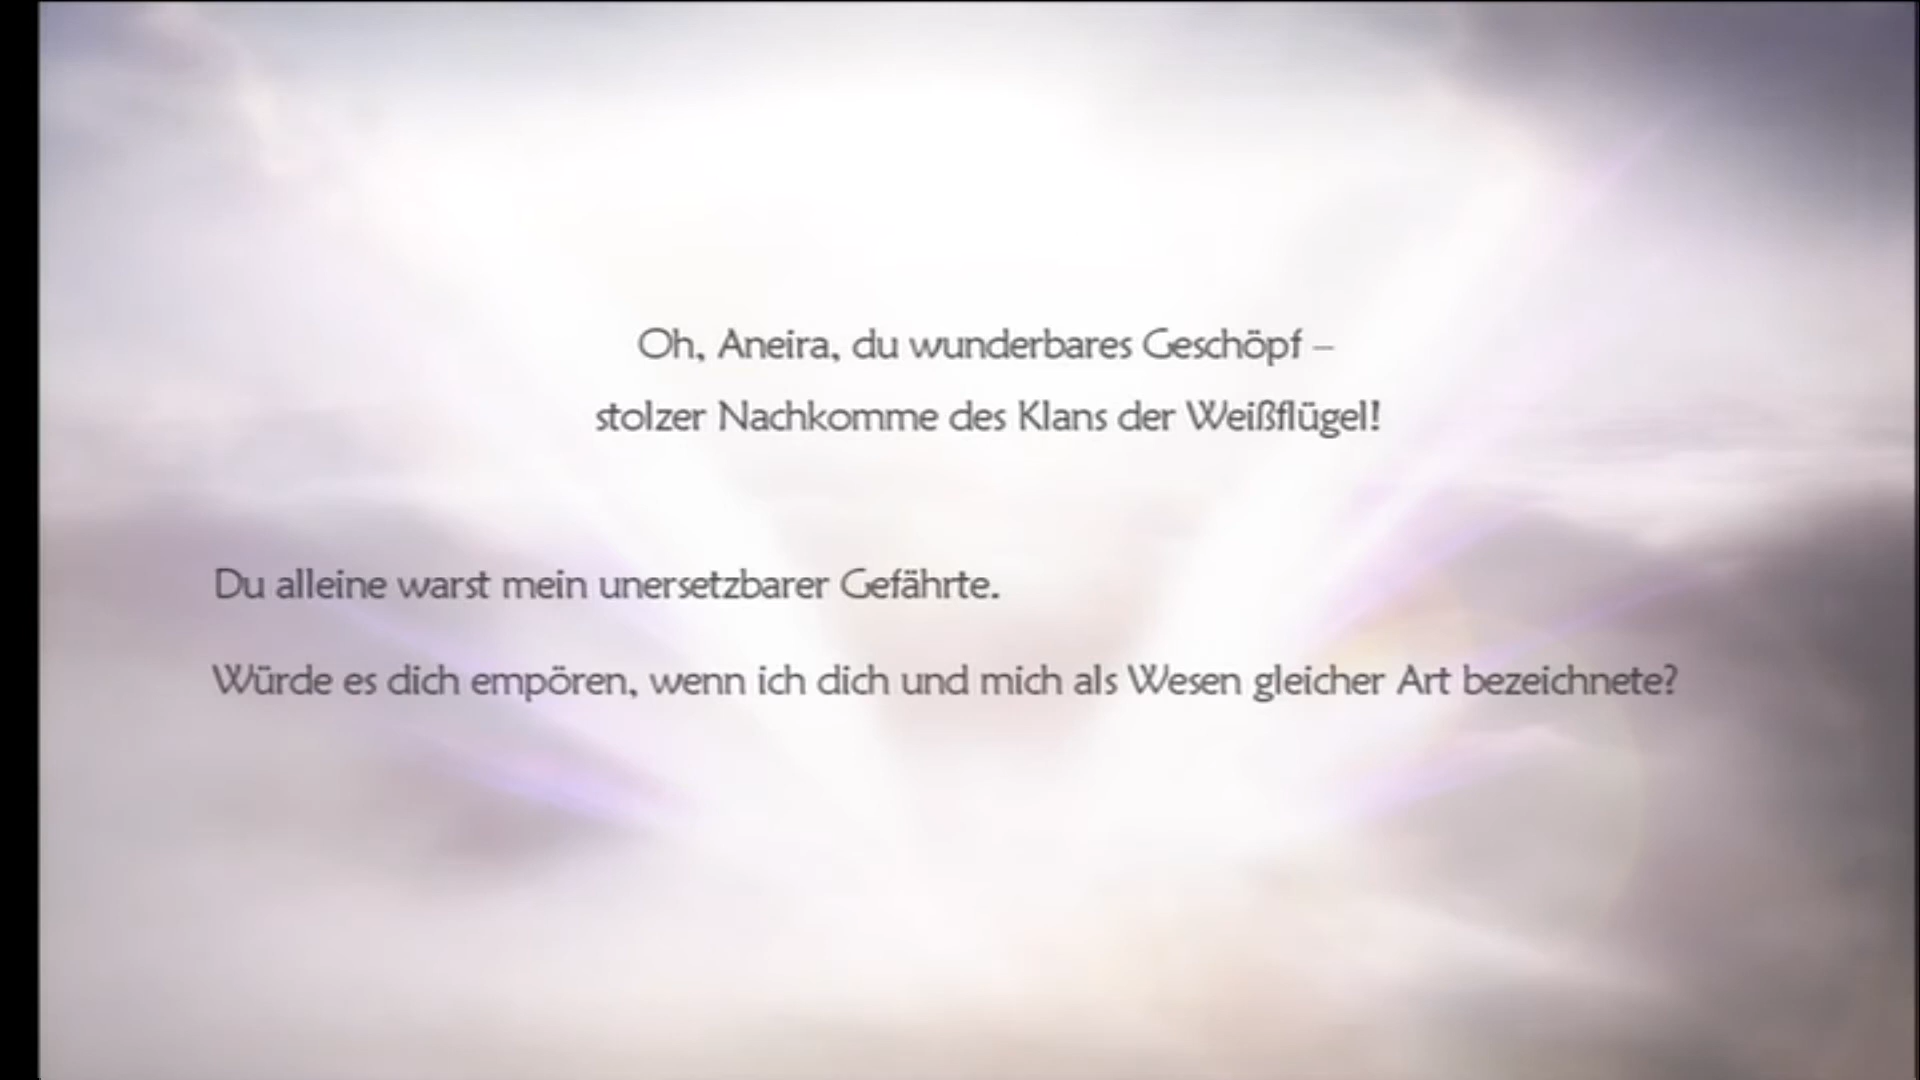 Oh, Aneira, du wunderbares Geschöpf –
stolzer Nachkomme des Klans der Weißflügel!
Du alleine warst mein unersetzbarer Gefährte.
Würde es dich empören, wenn ich dich und mich als Wesen gleicher Art bezeichnete?